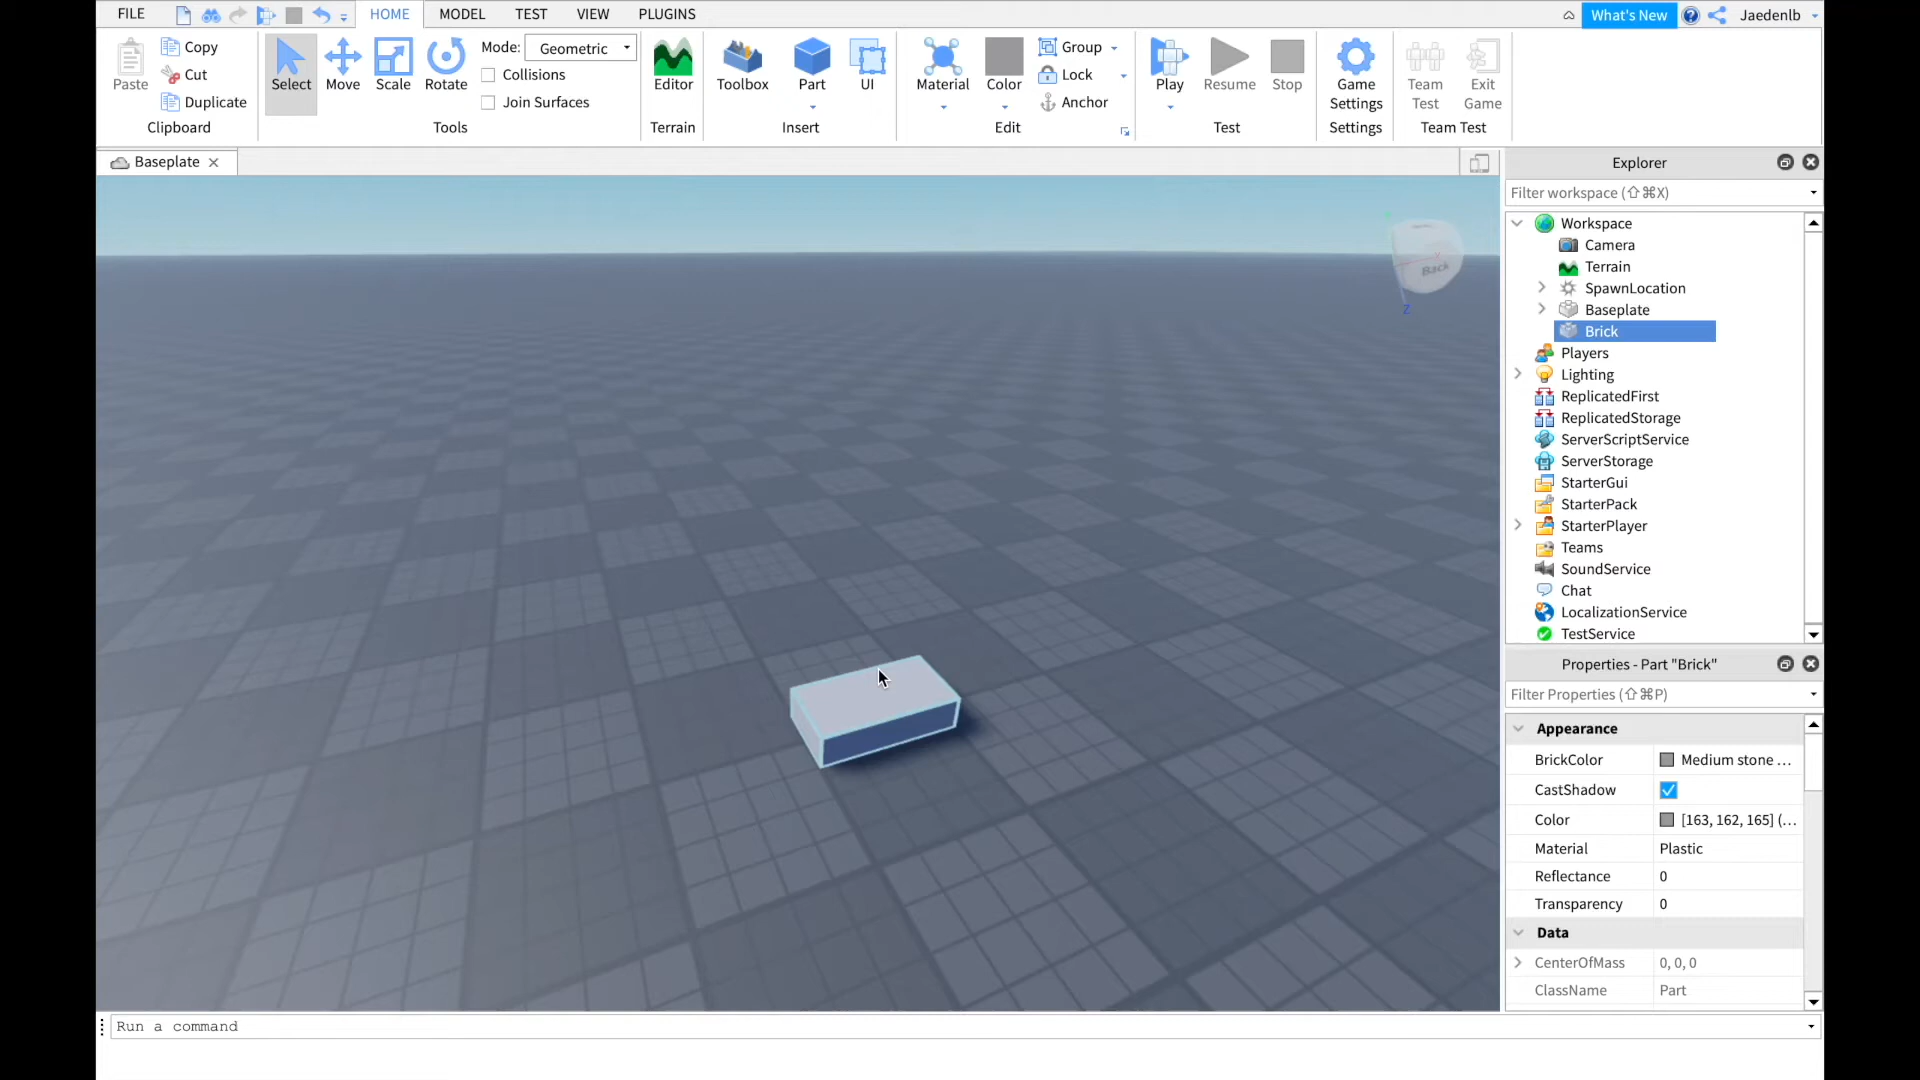 FILE HOME MODEL TEST VIEW PLUGINS What's New Jaedenlb
Paste Copy Cut Duplicate
Clipboard
Select Move Scale Rotate Mode: Geometric
Collisions
Join Surfaces
Tools
Editor
Terrain
Toolbox Part UI
Insert
Material Color Group
Lock
Anchor
Edit
Play Resume Stop
Test
Game Settings
Settings
Team Test Exit Game
Team Test
Baseplate
Back
Z
Explorer
Filter workspace (⇧⌘X)
Workspace
Camera
Terrain
SpawnLocation
Baseplate
Brick
Players
Lighting
ReplicatedFirst
ReplicatedStorage
ServerScriptService
ServerStorage
StarterGui
StarterPack
StarterPlayer
Teams
SoundService
Chat
LocalizationService
TestService
Properties - Part "Brick"
Filter Properties (⇧⌘P)
Appearance
BrickColor Medium stone ...
CastShadow
Color [163, 162, 165] (...
Material Plastic
Reflectance 0
Transparency 0
Data
CenterOfMass 0, 0, 0
ClassName Part
Run a command